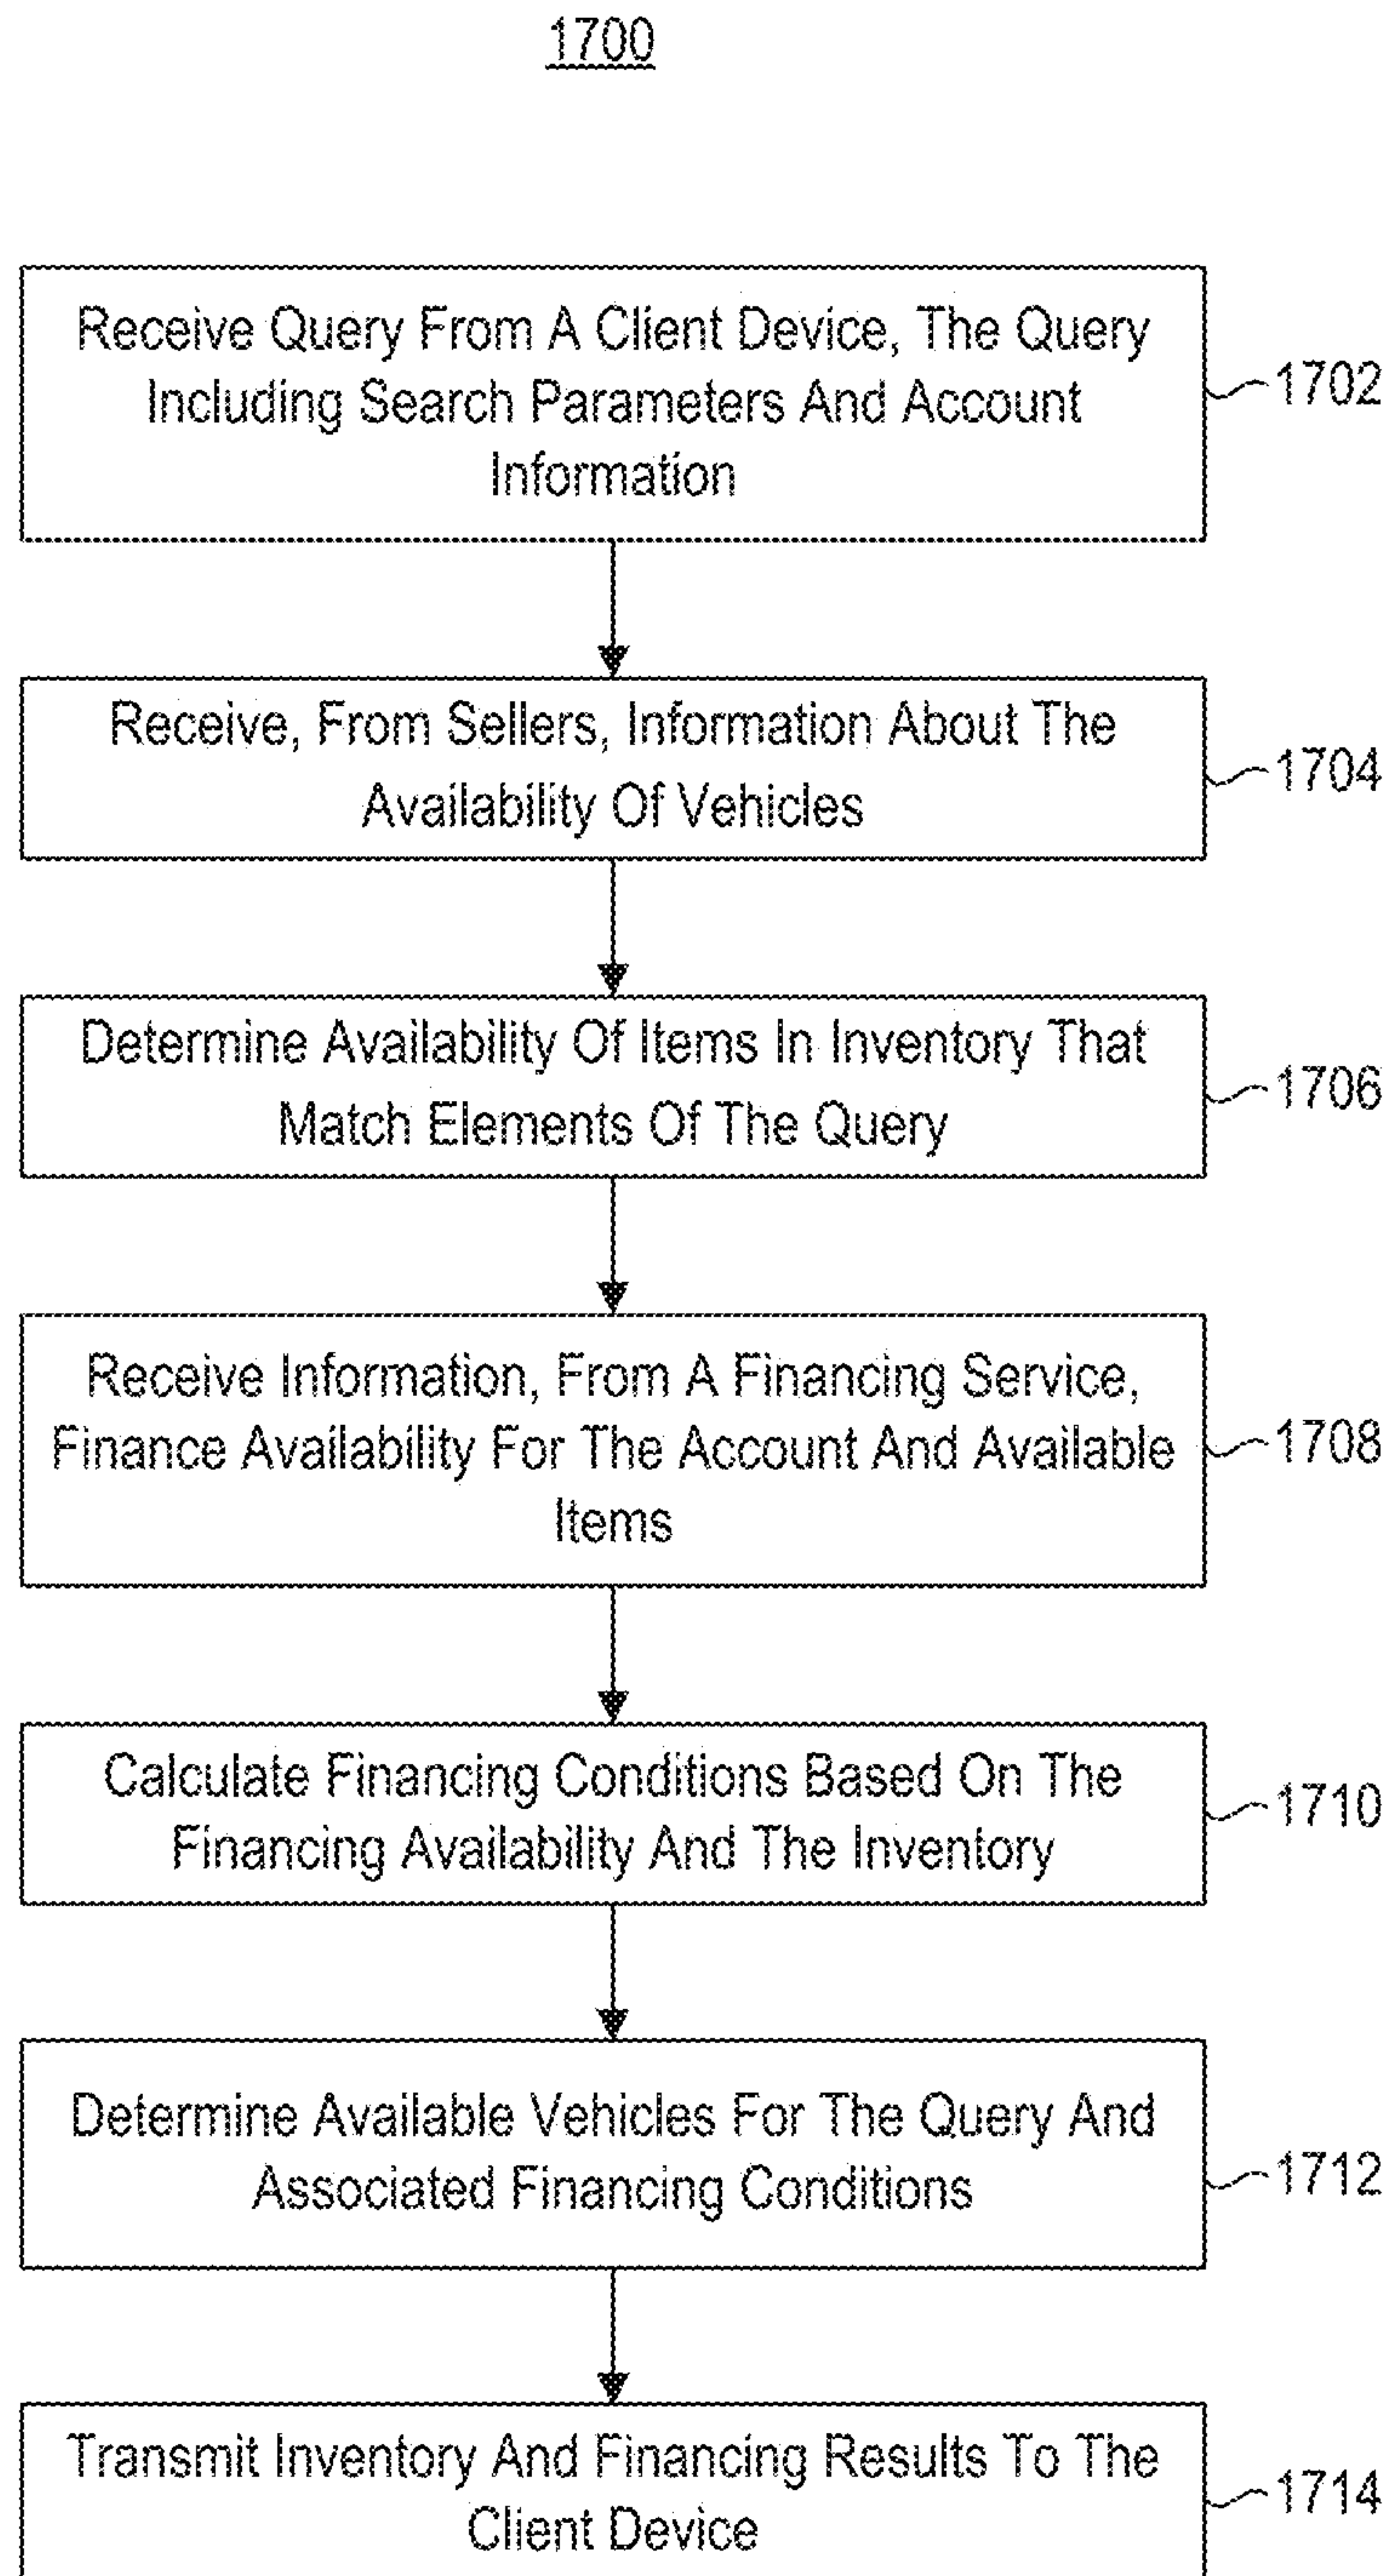 1700
Receive Query From A Client Device, The Query
Including Search Parameters And Account
Information
1702
Receive, From Sellers, Information About The
Availability Of Vehicles
1704
Determine Availability Of Items In Inventory That
Match Elements Of The Query
1706
Receive Information, From A Financing Service,
Finance Availability For The Account And Available
Items
1708
Calculate Financing Conditions Based On The
Financing Availability And The Inventory
1710
Determine Available Vehicles For The Query And
Associated Financing Conditions
1712
Transmit Inventory And Financing Results To The
Client Device
1714